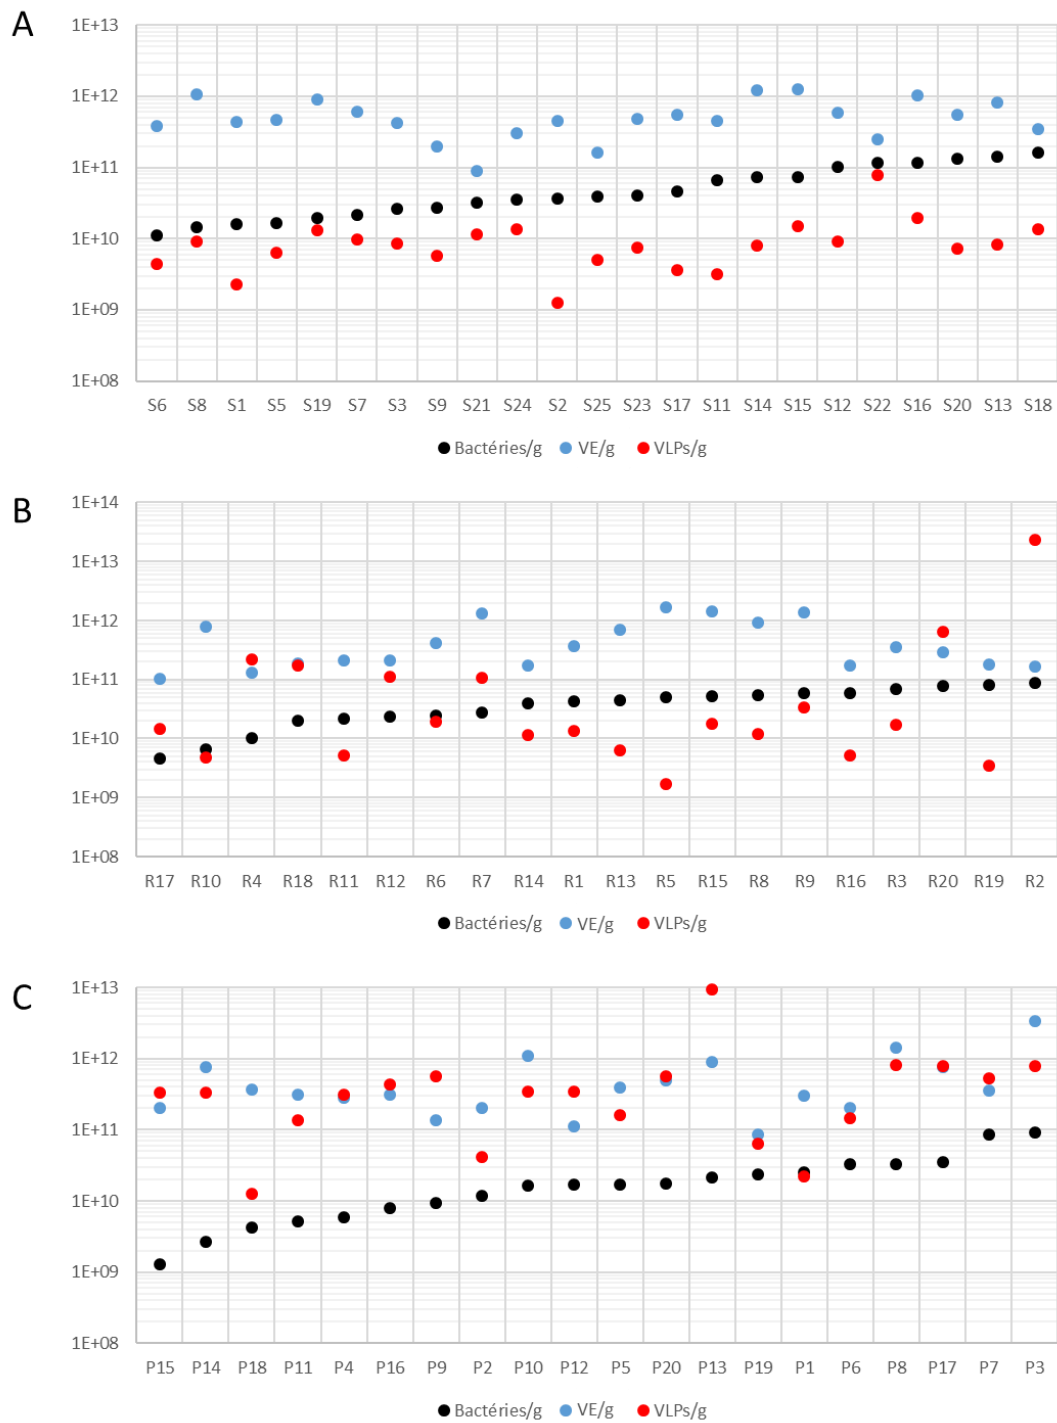 A
1E+13
1E+12
1E+11
1E+10
1E+09
1E+08
S6 S8 S1 S5 S19 S7 S3 S9 S21 S24 S2 S25 S23 S17 S11 S14 S15 S12 S22 S16 S20 S13 S18
Bactéries/g VE/g VLPs/g
B
1E+14
1E+13
1E+12
1E+11
1E+10
1E+09
1E+08
R17 R10 R4 R18 R11 R12 R6 R7 R14 R1 R13 R5 R15 R8 R9 R16 R3 R20 R19 R2
Bactéries/g VE/g VLPs/g
C
1E+13
1E+12
1E+11
1E+10
1E+09
1E+08
P15 P14 P18 P11 P4 P16 P9 P2 P10 P12 P5 P20 P13 P19 P1 P6 P8 P17 P7 P3
Bactéries/g VE/g VLPs/g